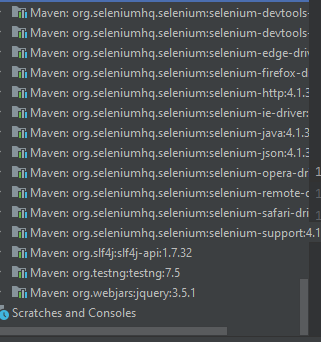 Maven: org.seleniumhq.selenium:selenium-devtools-
Maven: org.seleniumhq.selenium:selenium-devtools-
Maven: org.seleniumhq.selenium:selenium-edge-driv
Maven: org.seleniumhq.selenium:selenium-firefox-d
Maven: org.seleniumhq.selenium:selenium-http:4.1.3
Maven: org.seleniumhq.selenium:selenium-ie-driver:
Maven: org.seleniumhq.selenium:selenium-java:4.1.3
Maven: org.seleniumhq.selenium:selenium-json:4.1.3
Maven: org.seleniumhq.selenium:selenium-opera-dr
Maven: org.seleniumhq.selenium:selenium-remote-d
Maven: org.seleniumhq.selenium:selenium-safari-dri
Maven: org.seleniumhq.selenium:selenium-support:4.1
Maven: org.slf4j:slf4j-api:1.7.32
Maven: org.testng:testng:7.5
Maven: org.webjars:jquery:3.5.1
Scratches and Consoles